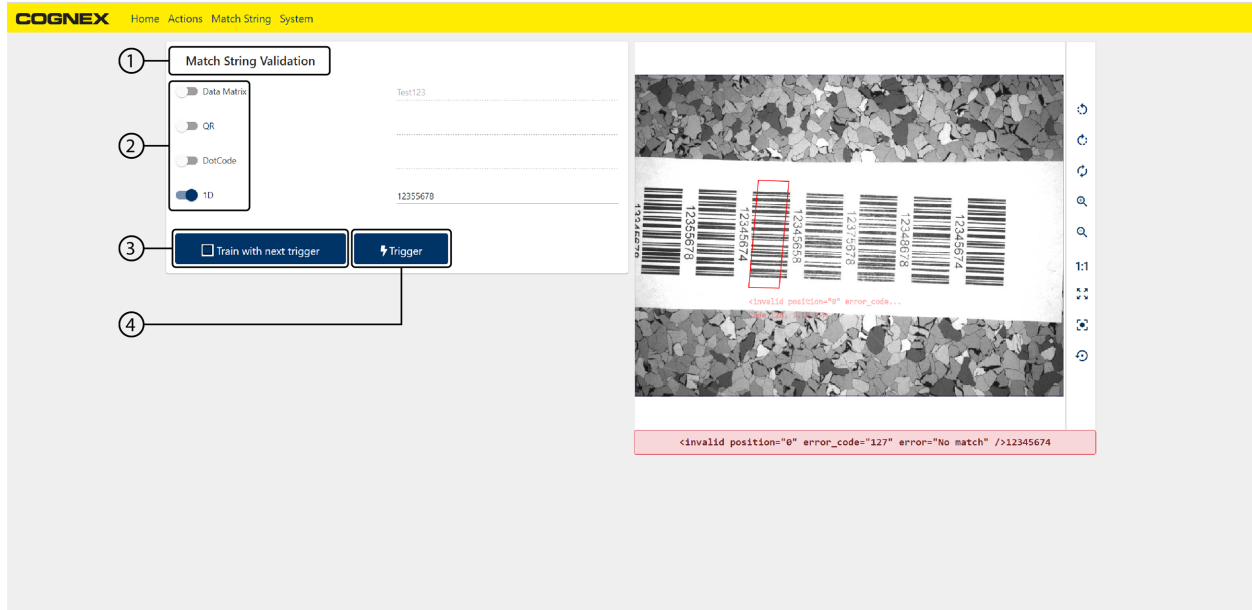 COGNEX Home Actions Match String System
1 Match String Validation
2
Data Matrix Test123
QR
DotCode
1D 12355678
3 Train with next trigger Trigger
4
12355678
12345674
12345658
12375678
12348678
12345674
<invalid position="0" error_code...
1:1
<invalid position="0" error_code="127" error="No match" />12345674